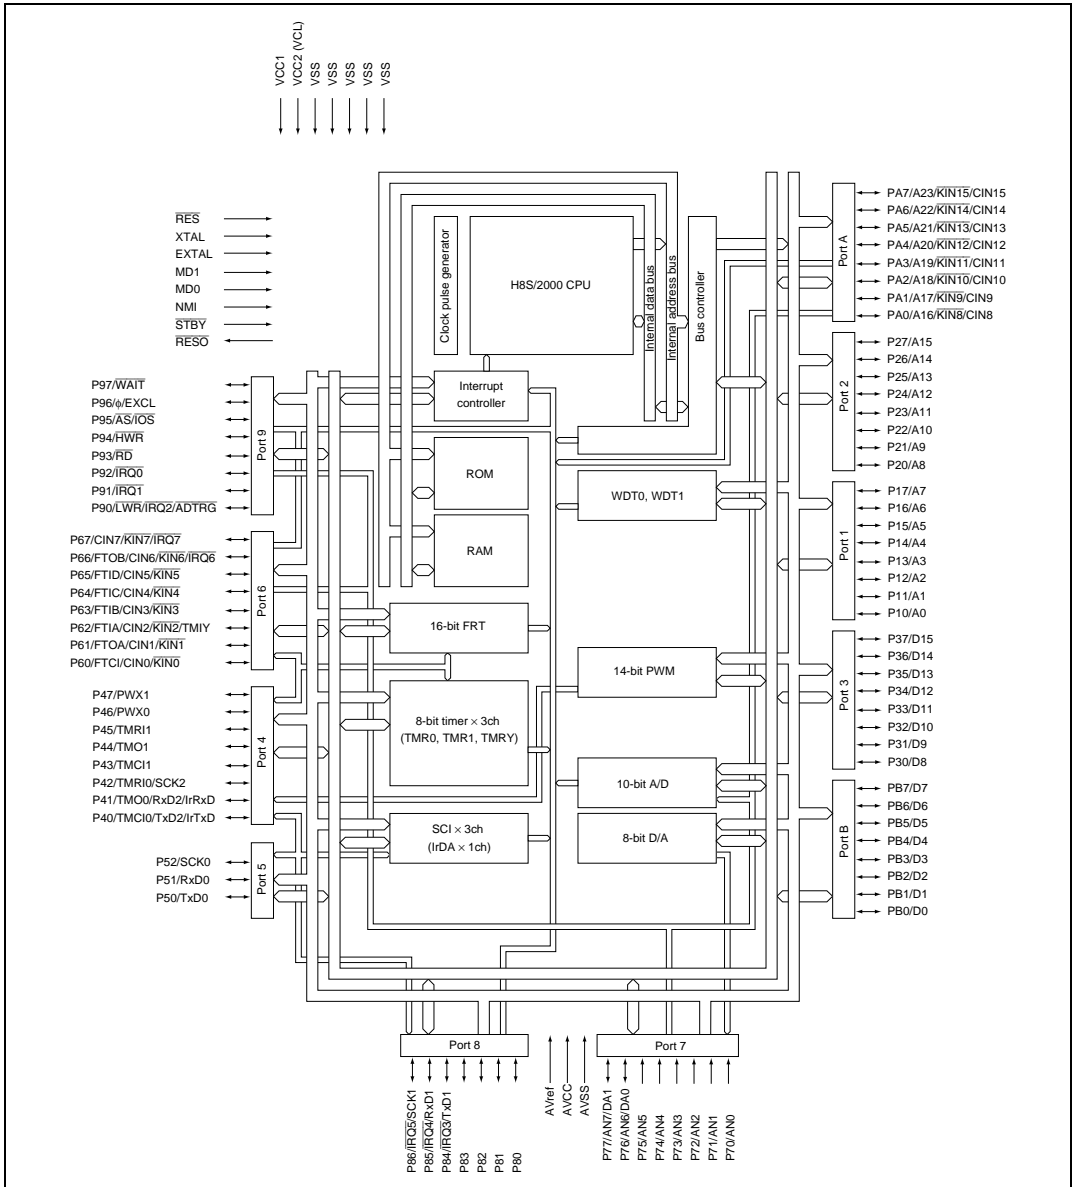 VCC1
VCC2 (VCL)
VSS
VSS
VSS
VSS
VSS
RES
XTAL
EXTAL
MD1
MD0
NMI
STBY
RESO
Clock pulse generator
H8S/2000 CPU
Internal data bus
Internal address bus
Bus controller
Interrupt
controller
ROM
RAM
WDT0, WDT1
16-bit FRT
14-bit PWM
8-bit timer × 3ch
(TMR0, TMR1, TMRY)
10-bit A/D
SCI × 3ch
(IrDA × 1ch)
8-bit D/A
P97/WAIT
P96/φ/EXCL
P95/AS/IOS
P94/HWR
P93/RD
P92/IRQ0
P91/IRQ1
P90/LWR/IRQ2/ADTRG
Port 9
P67/CIN7/KIN7/IRQ7
P66/FTOB/CIN6/KIN6/IRQ6
P65/FTID/CIN5/KIN5
P64/FTIC/CIN4/KIN4
P63/FTIB/CIN3/KIN3
P62/FTIA/CIN2/KIN2/TMIY
P61/FTOA/CIN1/KIN1
P60/FTCI/CIN0/KIN0
Port 6
P47/PWX1
P46/PWX0
P45/TMRI1
P44/TMO1
P43/TMCI1
P42/TMRI0/SCK2
P41/TMO0/RxD2/IrRxD
P40/TMCI0/TxD2/IrTxD
Port 4
P52/SCK0
P51/RxD0
P50/TxD0
Port 5
Port A
PA7/A23/KIN15/CIN15
PA6/A22/KIN14/CIN14
PA5/A21/KIN13/CIN13
PA4/A20/KIN12/CIN12
PA3/A19/KIN11/CIN11
PA2/A18/KIN10/CIN10
PA1/A17/KIN9/CIN9
PA0/A16/KIN8/CIN8
Port 2
P27/A15
P26/A14
P25/A13
P24/A12
P23/A11
P22/A10
P21/A9
P20/A8
Port 1
P17/A7
P16/A6
P15/A5
P14/A4
P13/A3
P12/A2
P11/A1
P10/A0
Port 3
P37/D15
P36/D14
P35/D13
P34/D12
P33/D11
P32/D10
P31/D9
P30/D8
Port B
PB7/D7
PB6/D6
PB5/D5
PB4/D4
PB3/D3
PB2/D2
PB1/D1
PB0/D0
Port 8
P86/IRQ5/SCK1
P85/IRQ4/RxD1
P84/IRQ3/TxD1
P83
P82
P81
P80
AVref
AVCC
AVSS
Port 7
P77/AN7/DA1
P76/AN6/DA0
P75/AN5
P74/AN4
P73/AN3
P72/AN2
P71/AN1
P70/AN0